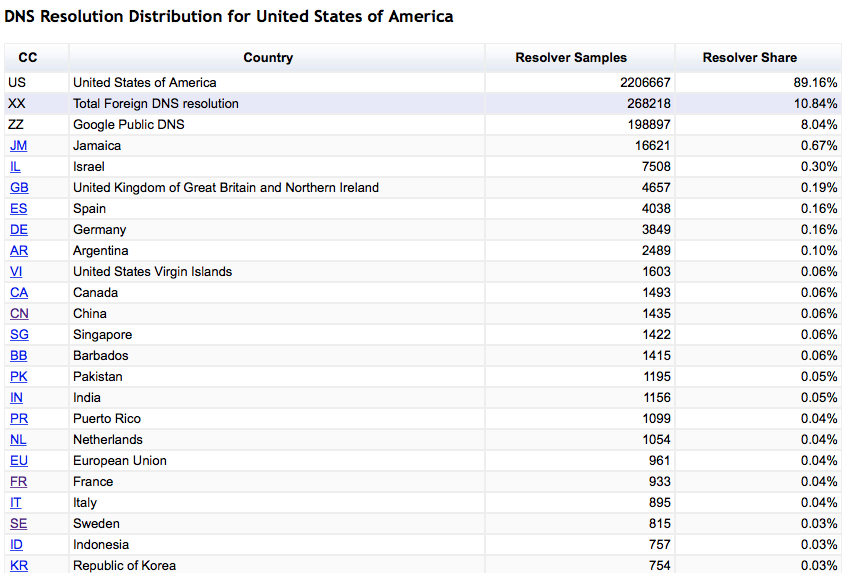 DNS Resolution Distribution for United States of America
CC Country Resolver Samples Resolver Share
US United States of America 2206667 89.16%
XX Total Foreign DNS resolution 268218 10.84%
ZZ Google Public DNS 198897 8.04%
JM Jamaica 16621 0.67%
IL Israel 7508 0.30%
GB United Kingdom of Great Britain and Northern Ireland 4657 0.19%
ES Spain 4038 0.16%
DE Germany 3849 0.16%
AR Argentina 2489 0.10%
VI United States Virgin Islands 1603 0.06%
CA Canada 1493 0.06%
CN China 1435 0.06%
SG Singapore 1422 0.06%
BB Barbados 1415 0.06%
PK Pakistan 1195 0.05%
IN India 1156 0.05%
PR Puerto Rico 1099 0.04%
NL Netherlands 1054 0.04%
EU European Union 961 0.04%
FR France 933 0.04%
IT Italy 895 0.04%
SE Sweden 815 0.03%
ID Indonesia 757 0.03%
KR Republic of Korea 754 0.03%